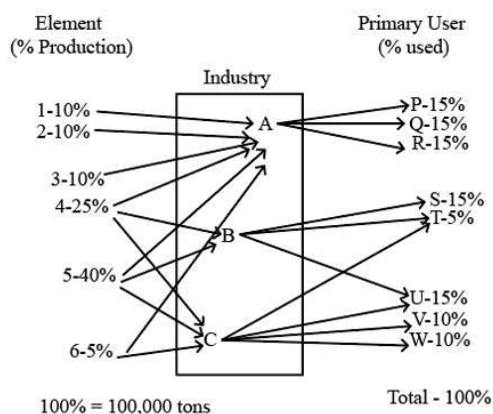 Element
(% Production)
Primary User
(% used)
Industry
1-10%
2-10%
3-10%
4-25%
5-40%
6-5%
A
B
C
P-15%
Q-15%
R-15%
S-15%
T-5%
U-15%
V-10%
W-10%
100% = 100,000 tons
Total - 100%